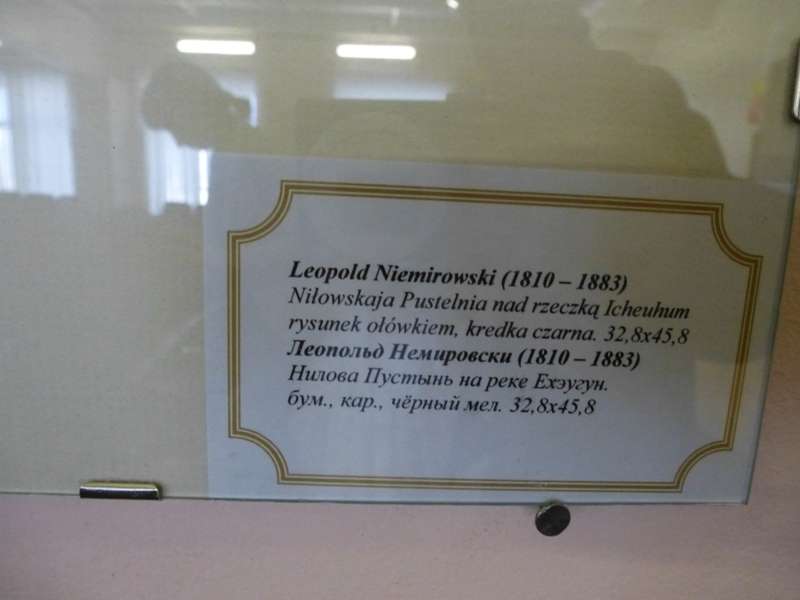 Leopold Niemirowski (1810 – 1883)
Niłowskaja Pustelnia nad rzeczką Icheuhum
rysunek ołówkiem, kredka czarna. 32,8x45,8
Леопольд Немировски (1810 – 1883)
Нилова Пустынь на реке Ехэугун.
бум., кар., чёрный мел. 32,8x45,8